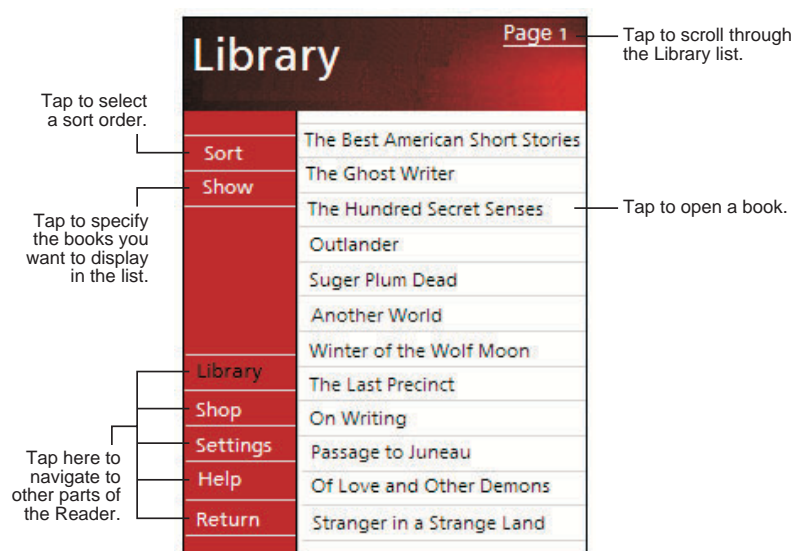 Library
Page 1
Tap to scroll through
the Library list.
Tap to select
a sort order.
Sort
Show
Tap to specify
the books you
want to display
in the list.
The Best American Short Stories
The Ghost Writer
The Hundred Secret Senses
Tap to open a book.
Outlander
Suger Plum Dead
Another World
Winter of the Wolf Moon
The Last Precinct
On Writing
Passage to Juneau
Of Love and Other Demons
Stranger in a Strange Land
Library
Shop
Settings
Help
Return
Tap here to
navigate to
other parts of
the Reader.